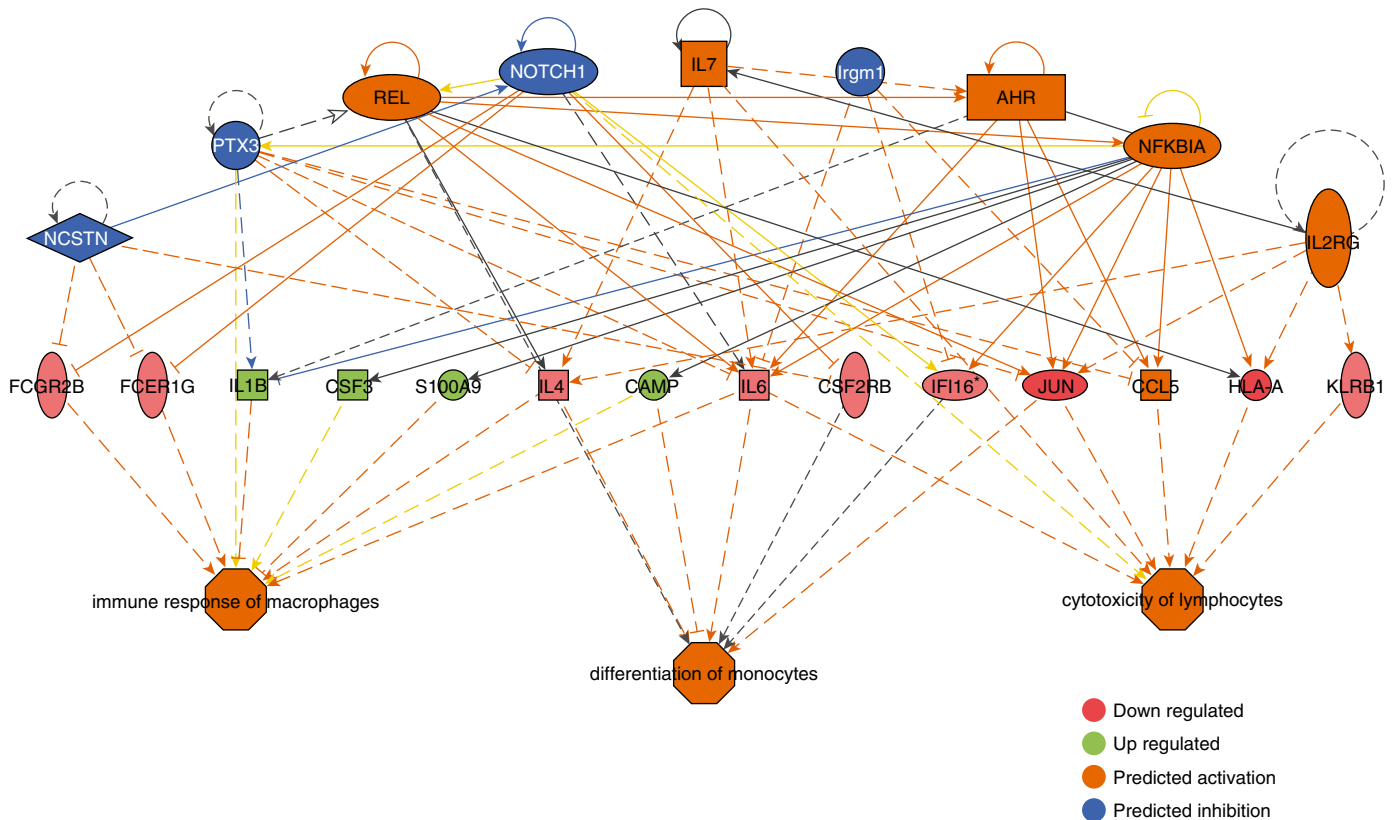 NOTCH1
IL7
Irgm1
REL
AHR
PTX3
NFKBIA
NCSTN
IL2RG
FCGR2B
FCER1G
IL1B
CSF3
S100A9
IL4
CAMP
IL6
CSF2RB
IFI16*
JUN
CCL5
HLA-A
KLRB1
immune response of macrophages
cytotoxicity of lymphocytes
differentiation of monocytes
Down regulated
Up regulated
Predicted activation
Predicted inhibition